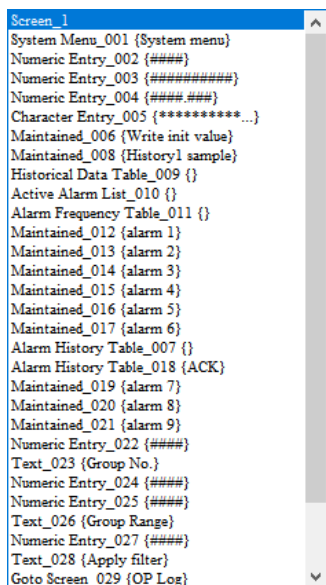 Screen_1
System Menu_001 {System menu}
Numeric Entry_002 {####}
Numeric Entry_003 {##########}
Numeric Entry_004 {####.###}
Character Entry_005 {**********...}
Maintained_006 {Write init value}
Maintained_008 {History1 sample}
Historical Data Table_009 {}
Active Alarm List_010 {}
Alarm Frequency Table_011 {}
Maintained_012 {alarm 1}
Maintained_013 {alarm 2}
Maintained_014 {alarm 3}
Maintained_015 {alarm 4}
Maintained_016 {alarm 5}
Maintained_017 {alarm 6}
Alarm History Table_007 {}
Alarm History Table_018 {ACK}
Maintained_019 {alarm 7}
Maintained_020 {alarm 8}
Maintained_021 {alarm 9}
Numeric Entry_022 {####}
Text_023 {Group No.}
Numeric Entry_024 {####}
Numeric Entry_025 {####}
Text_026 {Group Range}
Numeric Entry_027 {####}
Text_028 {Apply filter}
Goto Screen_029 {OP Log}